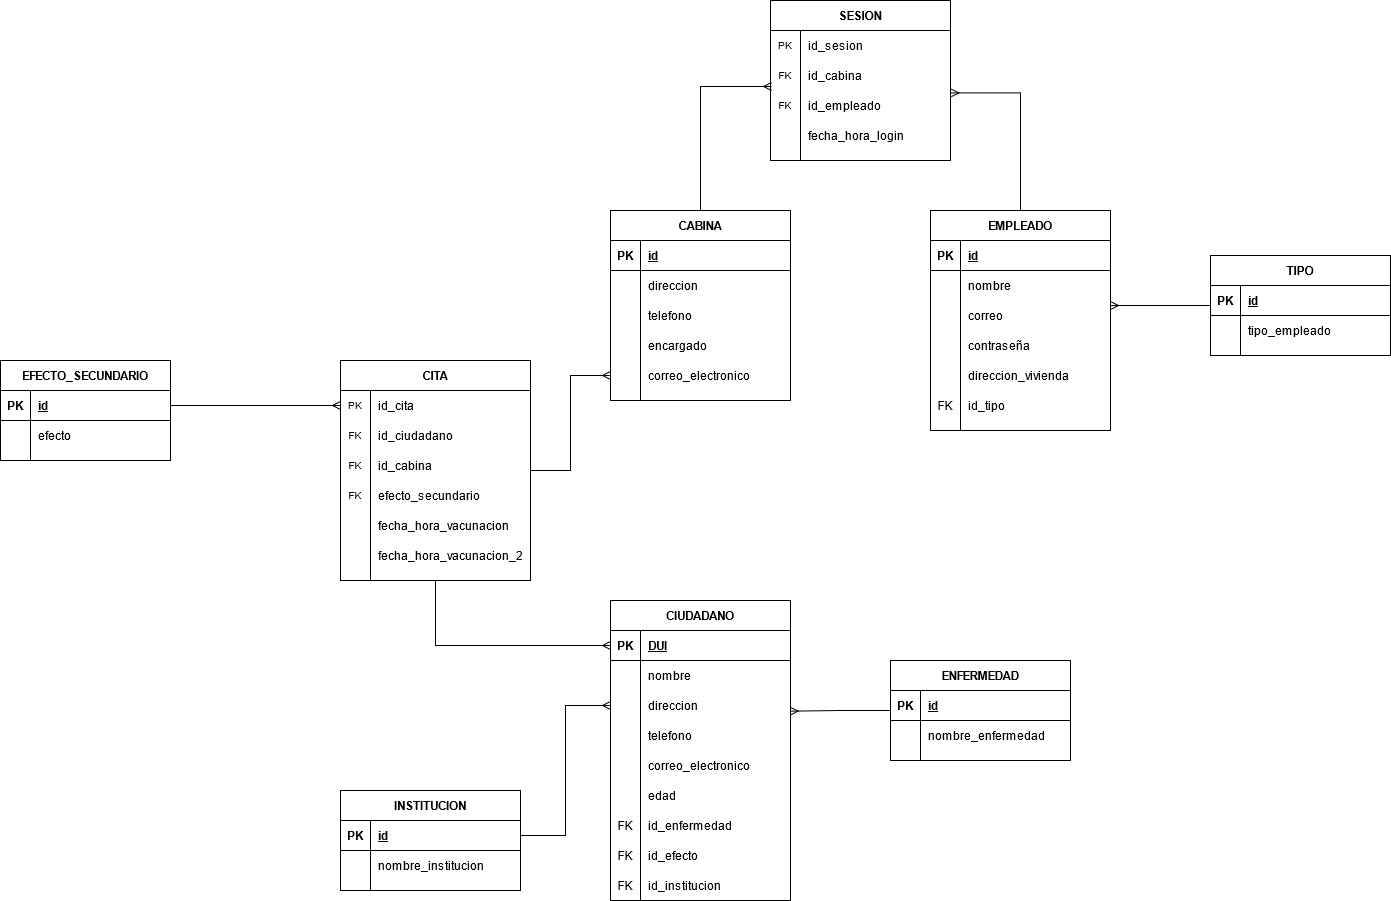 SESION
PK id_sesion
FK id_cabina
FK id_empleado
fecha_hora_login
CABINA
PK id
direccion
telefono
encargado
correo_electronico
EMPLEADO
PK id
nombre
correo
contraseña
direccion_vivienda
FK id_tipo
TIPO
PK id
tipo_empleado
EFECTO_SECUNDARIO
PK id
efecto
CITA
PK id_cita
FK id_ciudadano
FK id_cabina
FK efecto_secundario
fecha_hora_vacunacion
fecha_hora_vacunacion_2
CIUDADANO
PK DUI
nombre
direccion
telefono
correo_electronico
edad
FK id_enfermedad
FK id_efecto
FK id_institucion
ENFERMEDAD
PK id
nombre_enfermedad
INSTITUCION
PK id
nombre_institucion